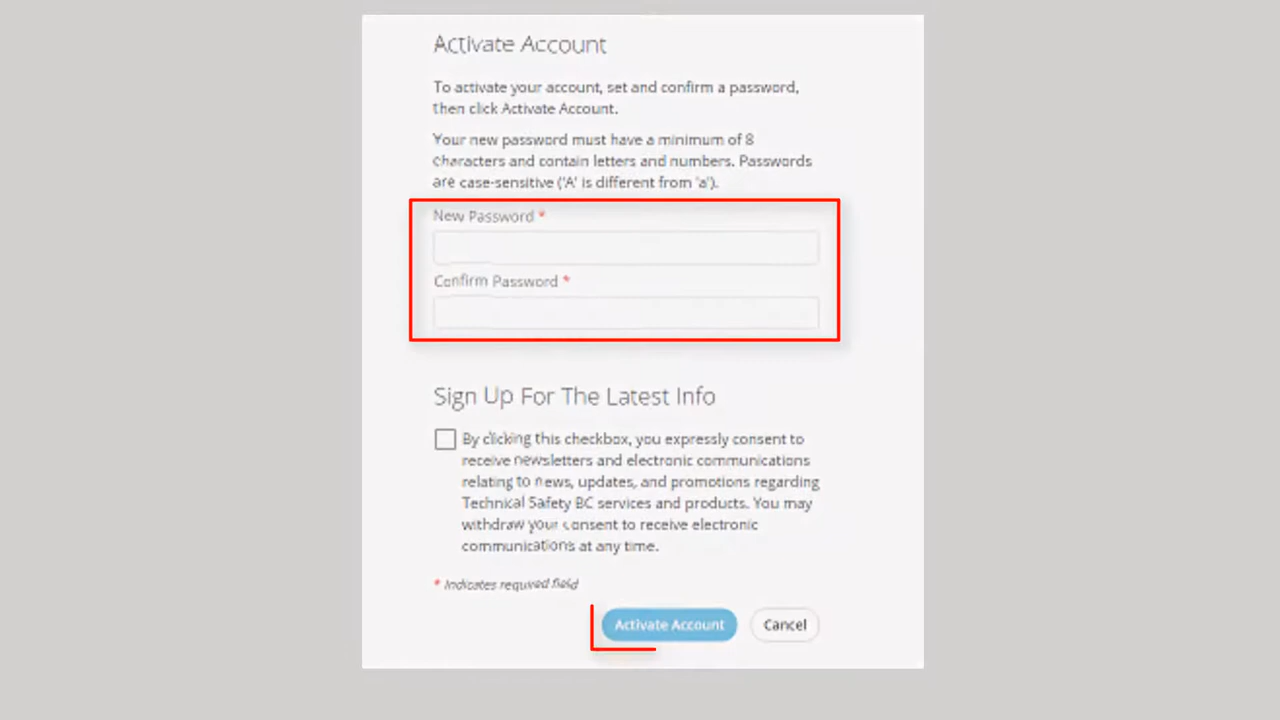 Activate Account
To activate your account, set and confirm a password,
then click Activate Account.
Your new password must have a minimum of 8
characters and contain letters and numbers. Passwords
are case-sensitive ('A' is different from 'a').
New Password *
Confirm Password *
Sign Up For The Latest Info
By clicking this checkbox, you expressly consent to
receive newsletters and electronic communications
relating to news, updates, and promotions regarding
Technical Safety BC services and products. You may
withdraw your consent to receive electronic
communications at any time.
* Indicates required field
Activate Account Cancel